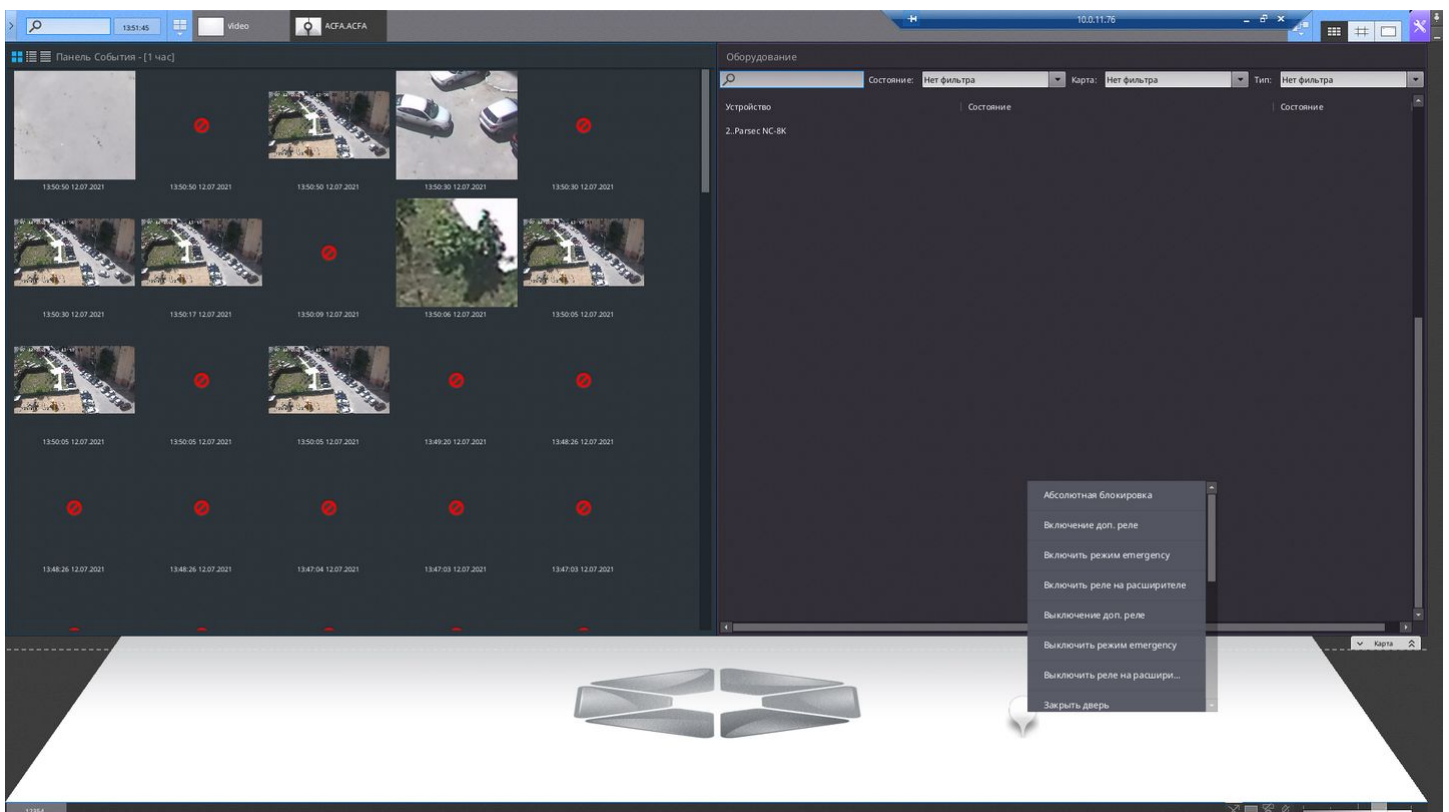 13:51:45
Video
ACFA.ACFA
10.0.11.76
Панель События - [1 час]
13:50:50 12.07.2021
13:50:50 12.07.2021
13:50:50 12.07.2021
13:50:30 12.07.2021
13:50:30 12.07.2021
13:50:30 12.07.2021
13:50:17 12.07.2021
13:50:09 12.07.2021
13:50:06 12.07.2021
13:50:05 12.07.2021
13:50:05 12.07.2021
13:50:05 12.07.2021
13:50:05 12.07.2021
13:49:20 12.07.2021
13:48:26 12.07.2021
13:48:26 12.07.2021
13:48:26 12.07.2021
13:47:04 12.07.2021
13:47:03 12.07.2021
13:47:03 12.07.2021
Оборудование
Состояние: Нет фильтра Карта: Нет фильтра Тип: Нет фильтра
Устройство Состояние Состояние
2..Parsec NC-8K
Абсолютная блокировка
Включение доп. реле
Включить режим emergency
Включить реле на расширителе
Выключение доп. реле
Выключить режим emergency
Выключить реле на расшири...
Закрыть дверь
Карта
12354